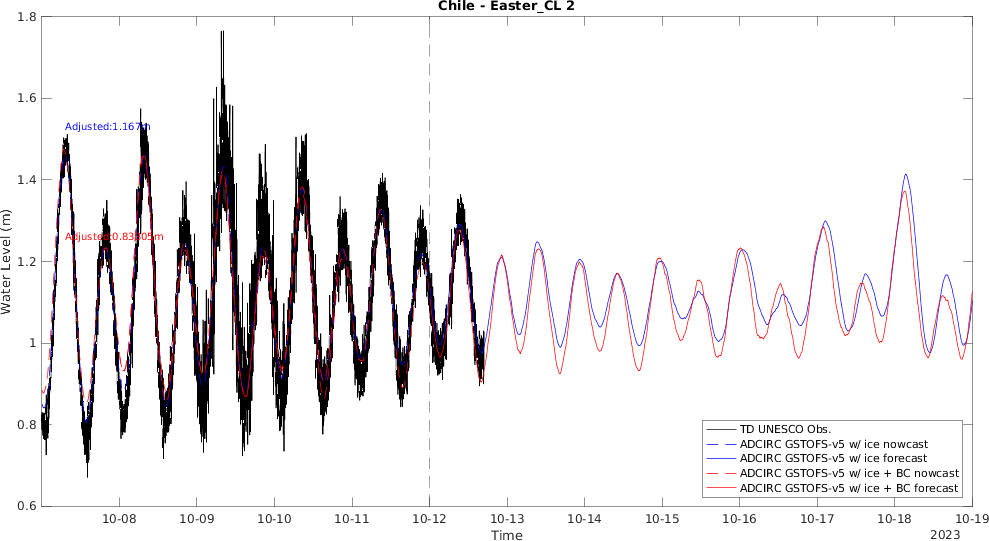 Chile - Easter_CL 2
1.8
1.6
1.4
1.2
1
0.8
0.6
Water Level (m)
Adjusted:1.167m
Adjusted:0.83305m
TD UNESCO Obs.
ADCIRC GSTOFS-v5 w/ ice nowcast
ADCIRC GSTOFS-v5 w/ ice forecast
ADCIRC GSTOFS-v5 w/ ice + BC nowcast
ADCIRC GSTOFS-v5 w/ ice + BC forecast
10-08 10-09 10-10 10-11 10-12 10-13 10-14 10-15 10-16 10-17 10-18 10-19
Time
2023